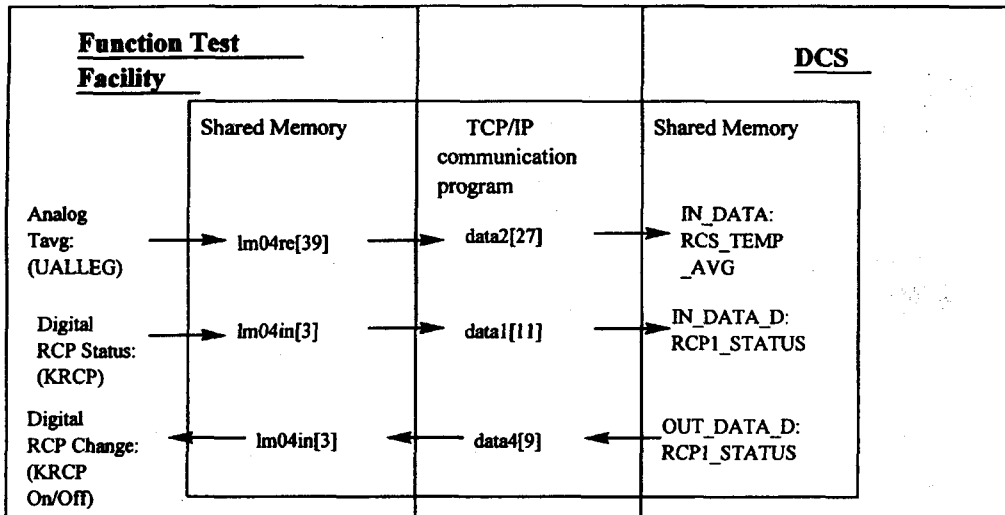 Function Test
Facility
DCS
Shared Memory
TCP/IP
communication
program
Shared Memory
Analog
Tavg:
(UALLEG)
lm04re[39]
data2[27]
IN_DATA:
RCS_TEMP
_AVG
Digital
RCP Status:
(KRCP)
lm04in[3]
data1[11]
IN_DATA_D:
RCP1_STATUS
Digital
RCP Change:
(KRCP
On/Off)
lm04in[3]
data4[9]
OUT_DATA_D:
RCP1_STATUS